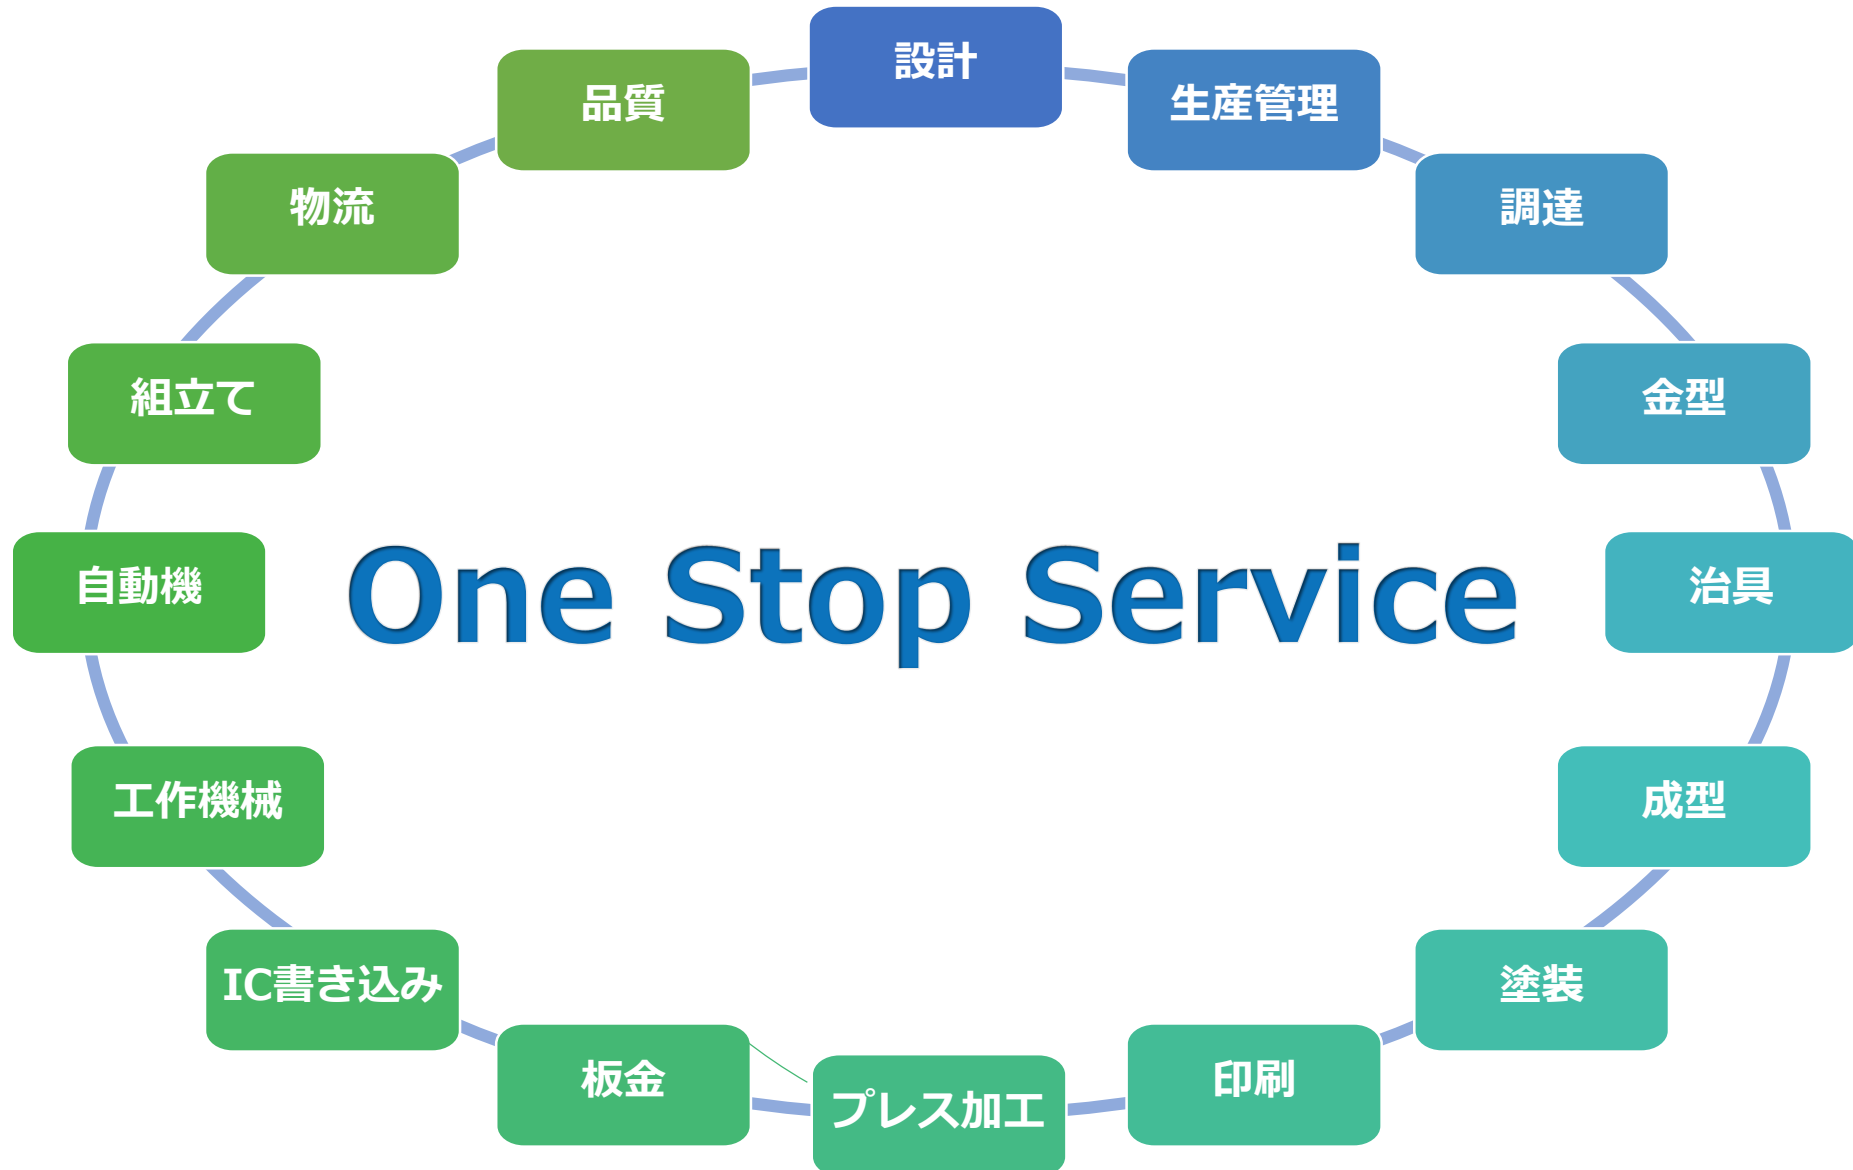 設計
生産管理
調達
金型
治具
成型
塗装
印刷
プレス加工
板金
IC書き込み
工作機械
自動機
組立て
物流
品質
One Stop Service